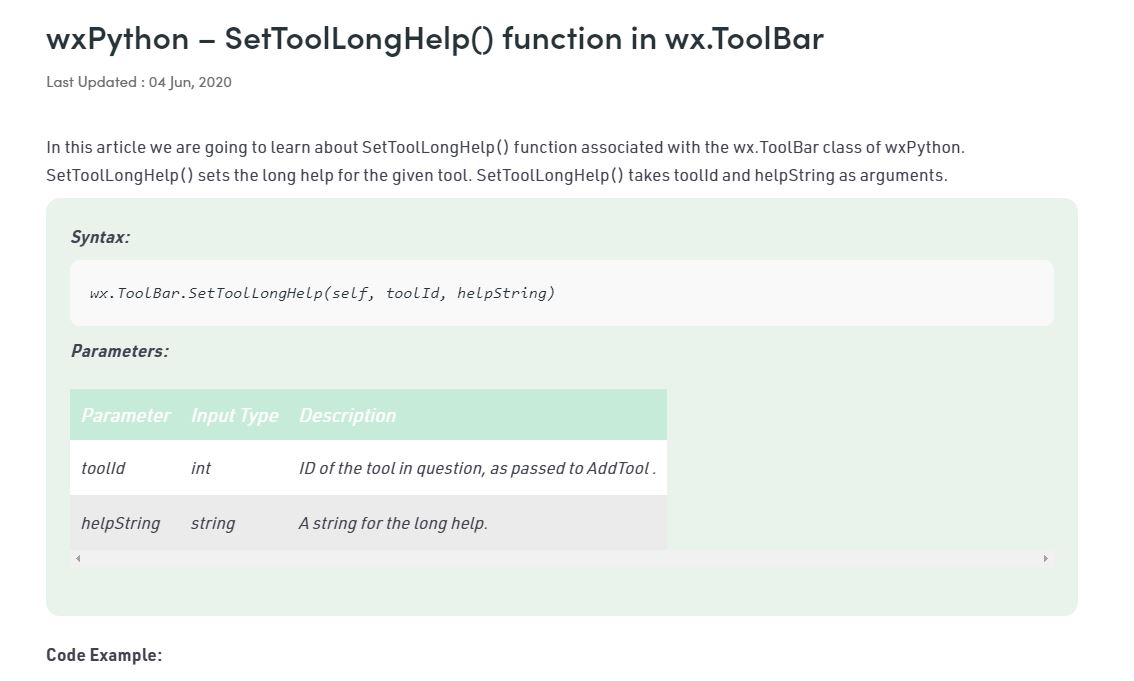 wxPython – SetToolLongHelp() function in wx.ToolBar
Last Updated : 04 Jun, 2020
In this article we are going to learn about SetToolLongHelp() function associated with the wx.ToolBar class of wxPython.
SetToolLongHelp() sets the long help for the given tool. SetToolLongHelp() takes toolId and helpString as arguments.
Syntax:
wx.ToolBar.SetToolLongHelp(self, toolId, helpString)
Parameters:
Parameter Input Type Description
toolId int ID of the tool in question, as passed to AddTool .
helpString string A string for the long help.
Code Example: